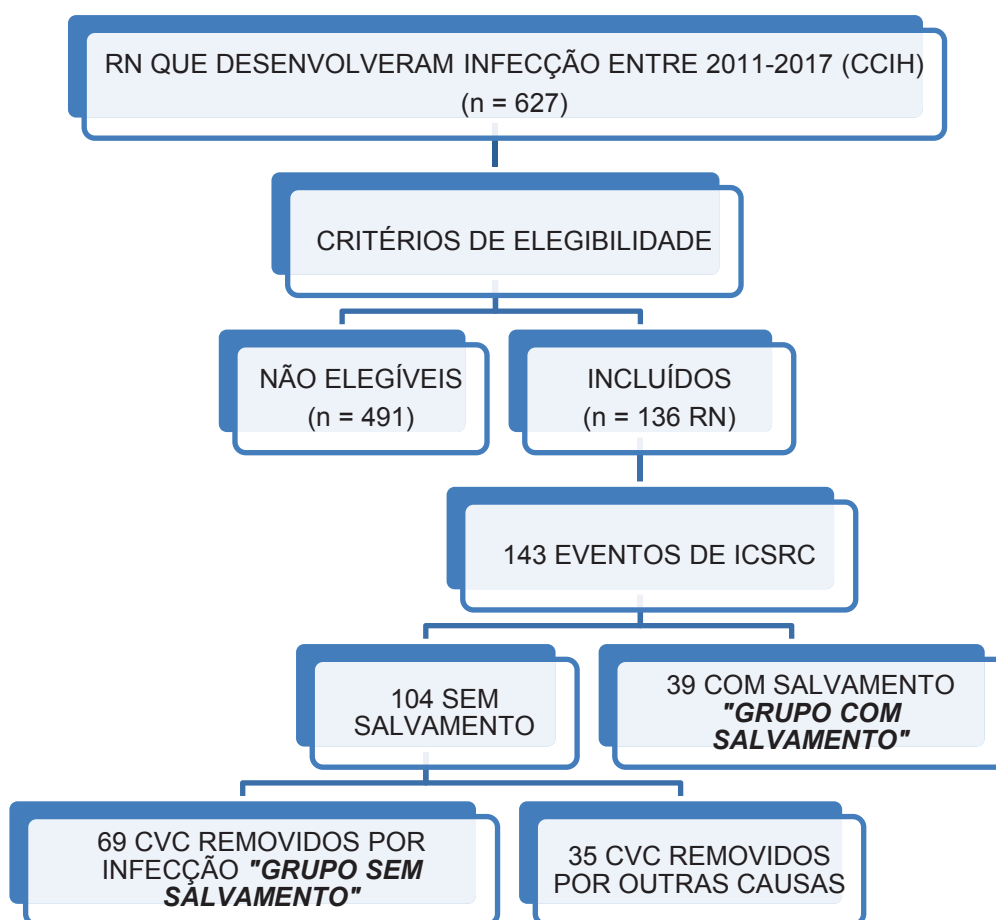 RN QUE DESENVOLVERAM INFECÇÃO ENTRE 2011-2017 (CCIH)
(n = 627)
CRITÉRIOS DE ELEGIBILIDADE
NÃO ELEGÍVEIS
(n = 491)
INCLUÍDOS
(n = 136 RN)
143 EVENTOS DE ICSRC
104 SEM
SALVAMENTO
39 COM SALVAMENTO
"GRUPO COM
SALVAMENTO"
69 CVC REMOVIDOS POR
INFECÇÃO "GRUPO SEM
SALVAMENTO"
35 CVC REMOVIDOS
POR OUTRAS CAUSAS